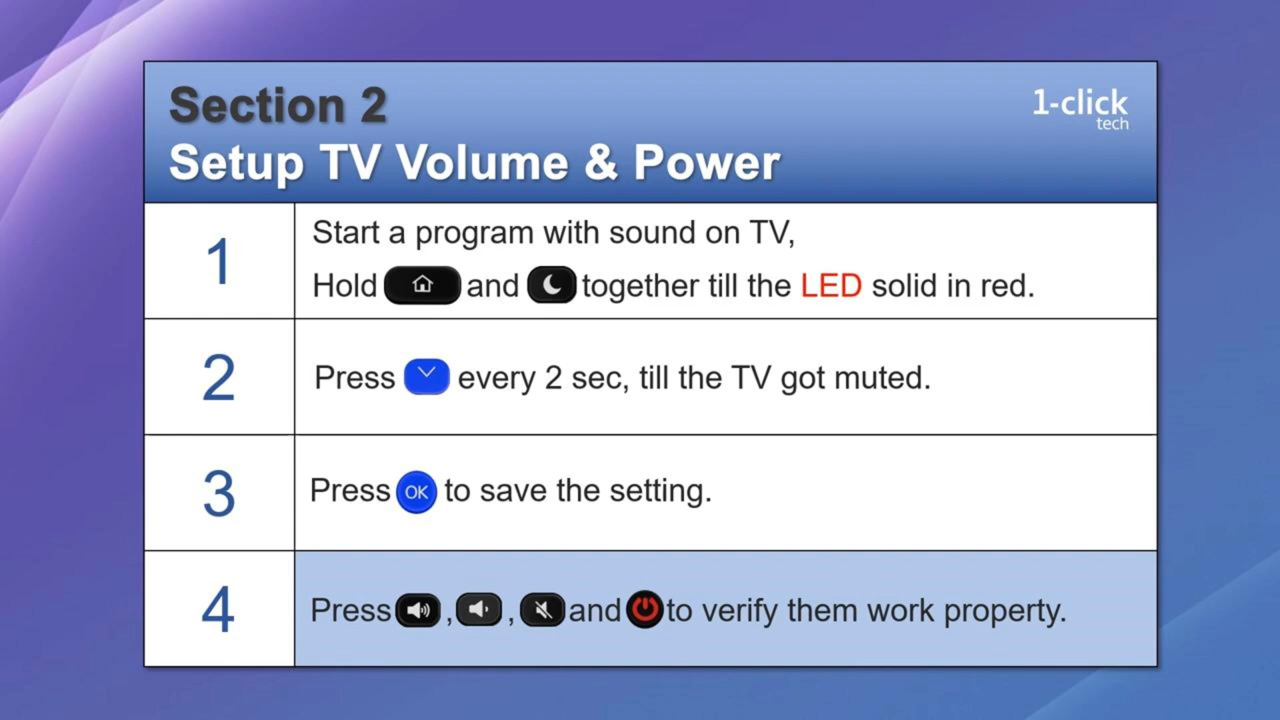 Section 2
1-click
tech
Setup TV Volume & Power
1
Start a program with sound on TV,
Hold and together till the LED solid in red.
2
Press every 2 sec, till the TV got muted.
3
Press OK to save the setting.
4
Press , , and to verify them work property.